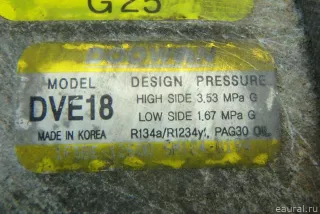 G25
MODEL
DVE18
MADE IN KOREA
DESIGN PRESSURE
HIGH SIDE 3.53 MPa G
LOW SIDE 1.67 MPa G
R134a/R1234yf, PAG30 OIL
© eaural.ru